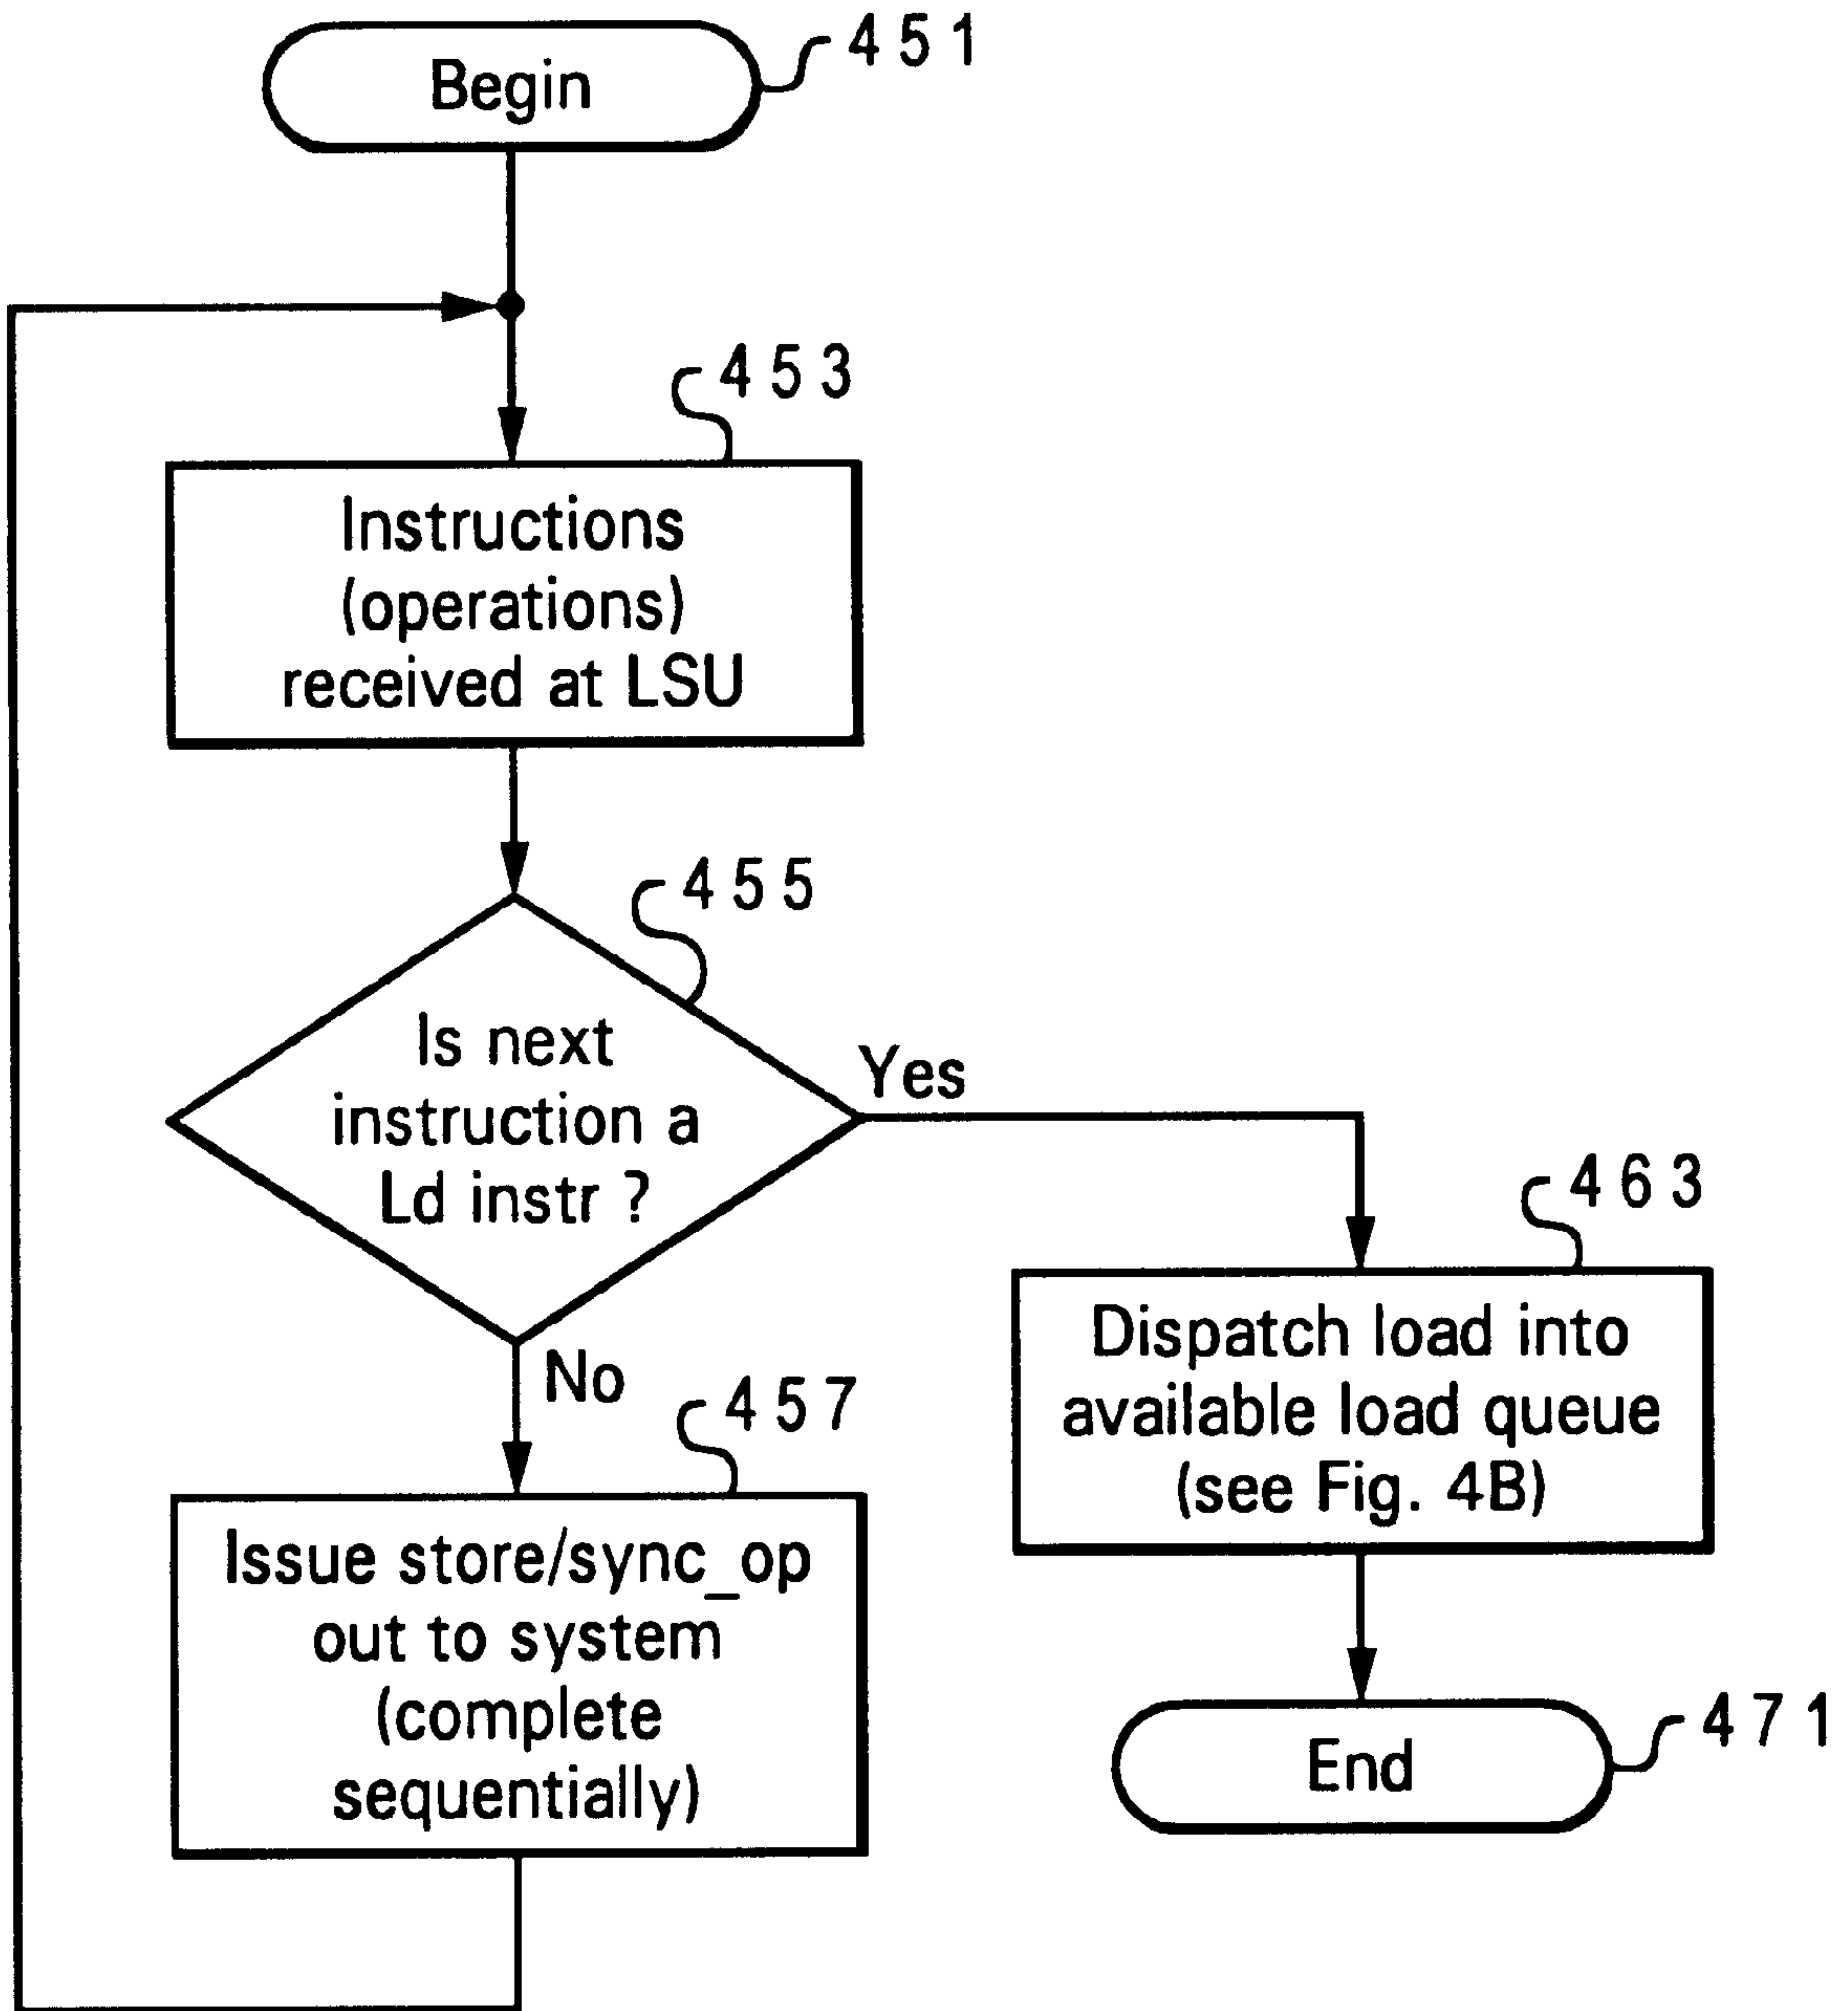 Begin
451
453
Instructions
(operations)
received at LSU
455
Is next
instruction a
Ld instr ?
Yes
No
457
Issue store/sync_op
out to system
(complete
sequentially)
463
Dispatch load into
available load queue
(see Fig. 4B)
End
471